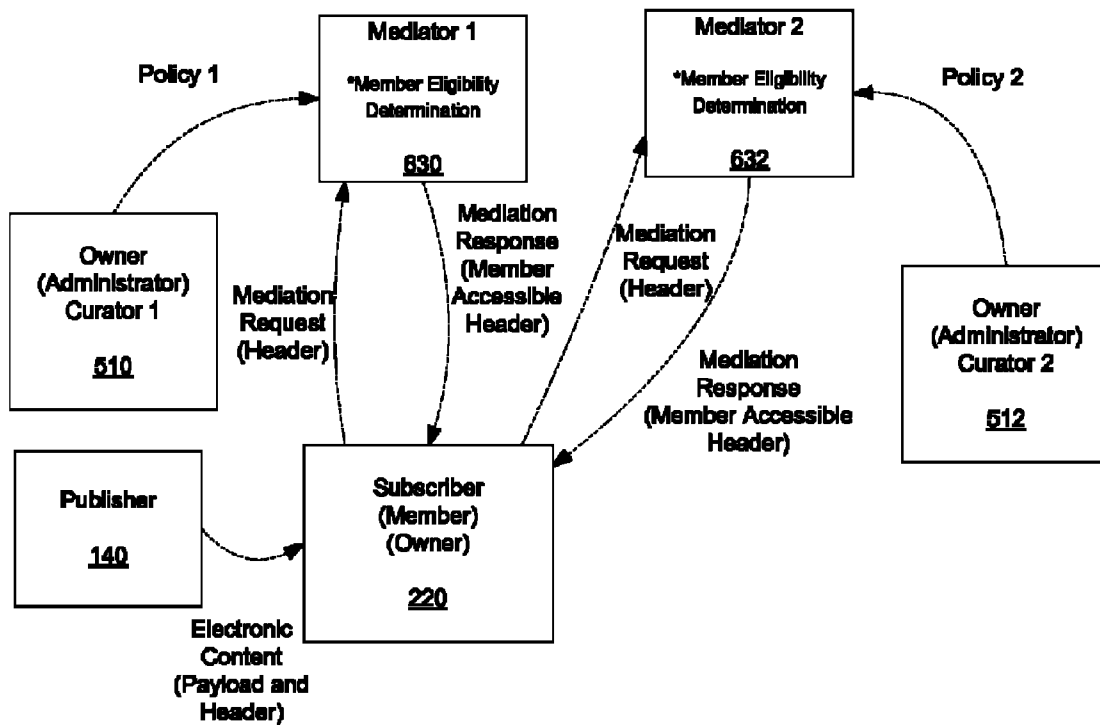 Mediator 1
*Member Eligibility
Determination
630
Mediator 2
*Member Eligibility
Determination
632
Policy 1
Policy 2
Owner
(Administrator)
Curator 1
510
Mediation
Request
(Header)
Mediation
Response
(Member
Accessible
Header)
Mediation
Request
(Header)
Mediation
Response
(Member Accessible
Header)
Owner
(Administrator)
Curator 2
512
Publisher
140
Subscriber
(Member)
(Owner)
220
Electronic
Content
(Payload and
Header)